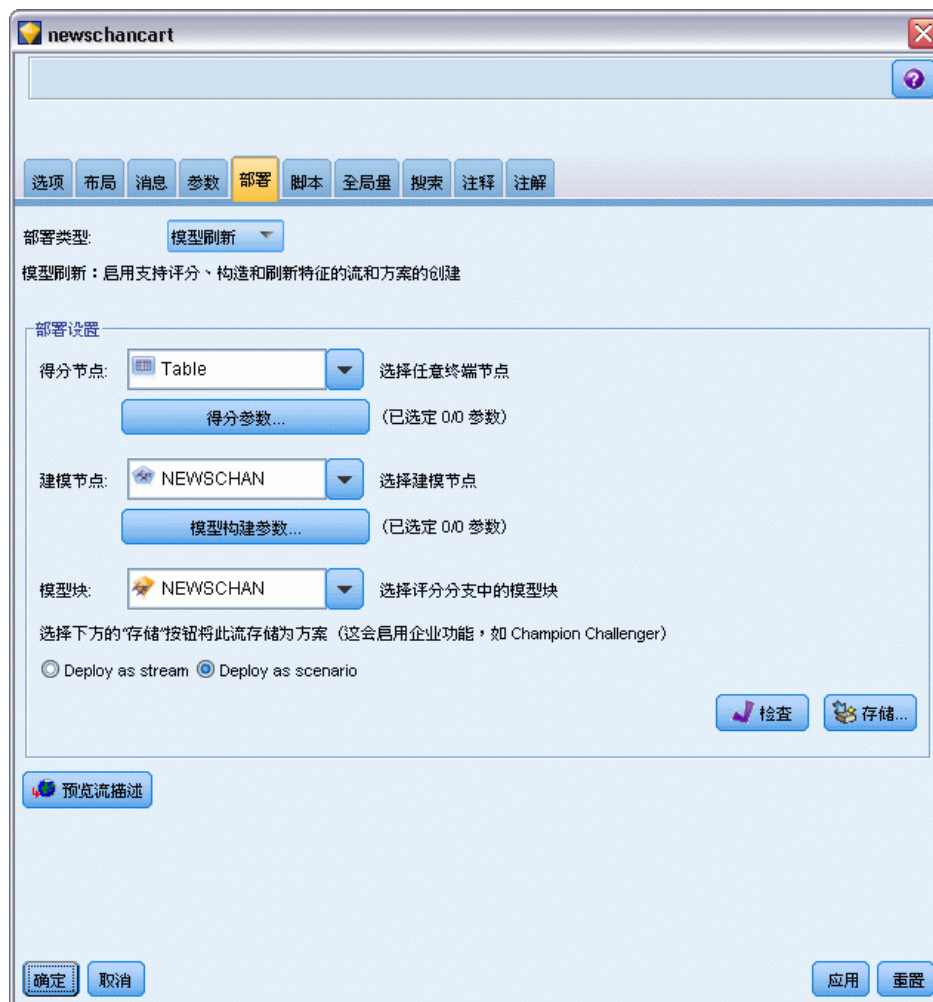 newschancart
选项 布局 消息 参数 部署 脚本 全局量 搜索 注释 注解
部署类型: 模型刷新
模型刷新：启用支持评分、构造和刷新特征的流和方案的创建
部署设置
得分节点: Table 选择任意终端节点
得分参数... (已选定 0/0 参数)
建模节点: NEWSCHAN 选择建模节点
模型构建参数... (已选定 0/0 参数)
模型块: NEWSCHAN 选择评分分支中的模型块
选择下方的“存储”按钮将此流存储为方案（这会启用企业功能，如 Champion Challenger）
Deploy as stream Deploy as scenario
检查 存储...
预览流描述
确定 取消 应用 重置